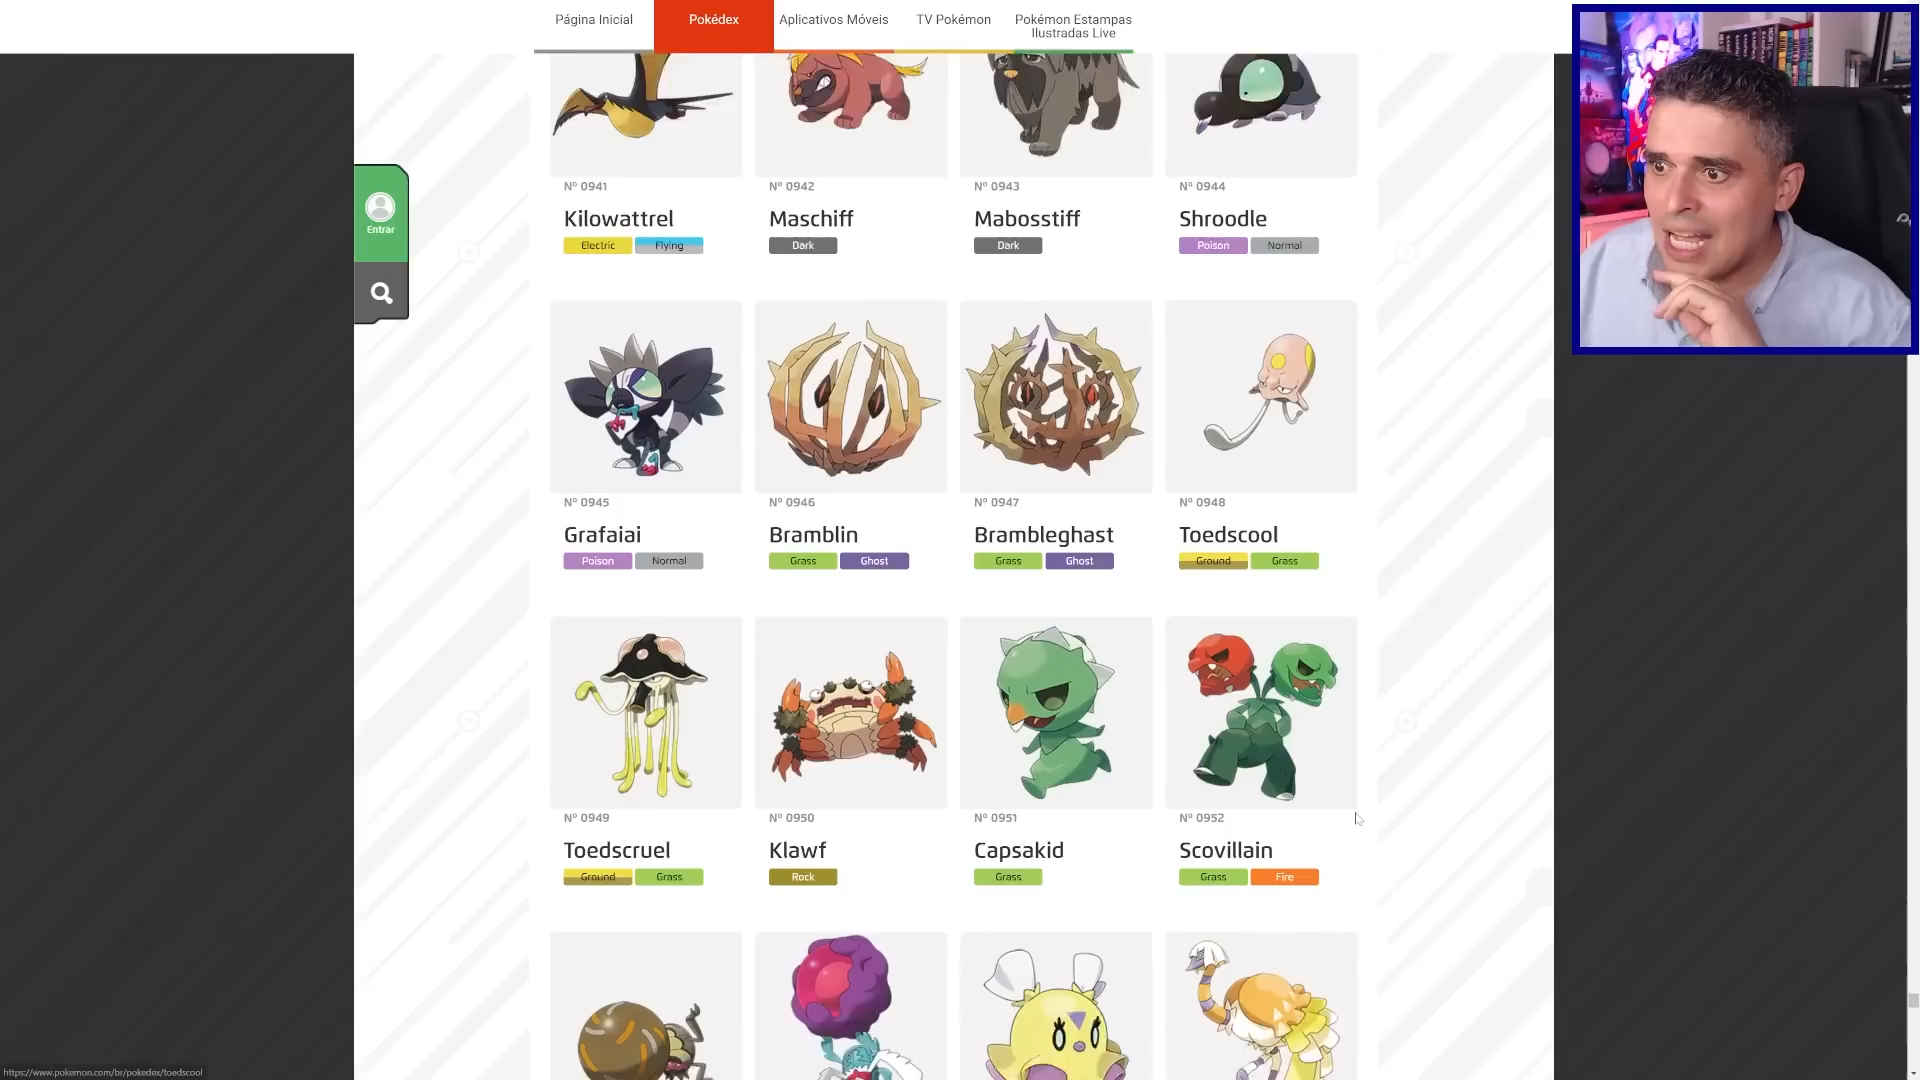 Página Inicial
Pokédex
Aplicativos Móveis
TV Pokémon
Pokémon Estampas
Ilustradas Live
Entrar
Nº 0941
Nº 0942
Nº 0943
Nº 0944
Kilowattrel
Maschiff
Mabosstiff
Shroodle
Electric Flying
Dark
Dark
Poison Normal
Nº 0945
Nº 0946
Nº 0947
Nº 0948
Grafaiai
Bramblin
Brambleghast
Toedscool
Poison Normal
Grass Ghost
Grass Ghost
Ground Grass
Nº 0949
Nº 0950
Nº 0951
Nº 0952
Toedscruel
Klawf
Capsakid
Scovillain
Ground Grass
Rock
Grass
Grass Fire
https://www.pokemon.com/br/pokedex/toedscool